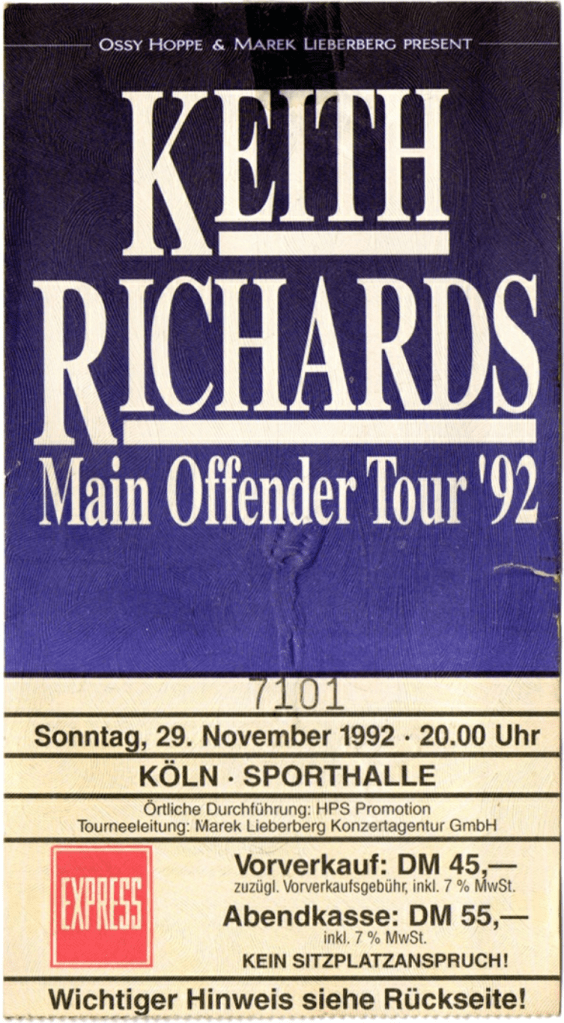 OSSY HOPPE & MAREK LIEBERBERG PRESENT
KEITH
RICHARDS
Main Offender Tour '92
7101
Sonntag, 29. November 1992 · 20.00 Uhr
KÖLN · SPORTHALLE
Örtliche Durchführung: HPS Promotion
Tourneeleitung: Marek Lieberberg Konzertagentur GmbH
EXPRESS
Vorverkauf: DM 45,—
zuzügl. Vorverkaufsgebühr, inkl. 7 % MwSt.
Abendkasse: DM 55,—
inkl. 7 % MwSt.
KEIN SITZPLATZANSPRUCH!
Wichtiger Hinweis siehe Rückseite!